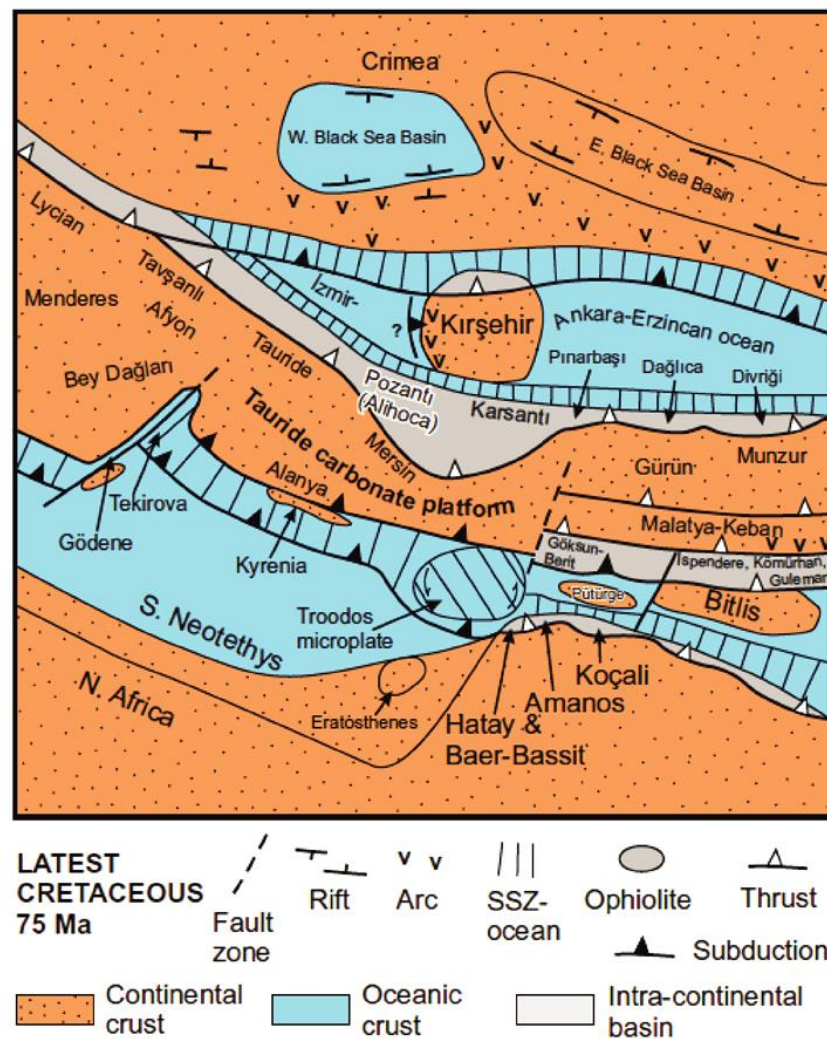 Crimea
W. Black Sea Basin
E. Black Sea Basin
Lycian
Tavşanlı
İzmir-
Ankara-Erzincan ocean
Menderes
Afyon
?
Kırşehir
Bey Dağları
Tauride
Pozantı
(Alihoca)
Karsantı
Pınarbaşı
Dağlıca
Divriği
Mersin
Tauride carbonate platform
Gürün
Munzur
Alanya
Malatya-Keban
Tekirova
Gödene
Kyrenia
Göksun-
Berit
İspendere, Kömürhan,
Guleman
Pütürge
Bitlis
S. Neotethys
Troodos
microplate
N. Africa
Eratosthenes
Koçali
Amanos
Hatay &
Baer-Bassit
LATEST
CRETACEOUS
75 Ma
Fault
zone
Rift
Arc
SSZ-
ocean
Ophiolite
Thrust
Subduction
Continental
crust
Oceanic
crust
Intra-continental
basin